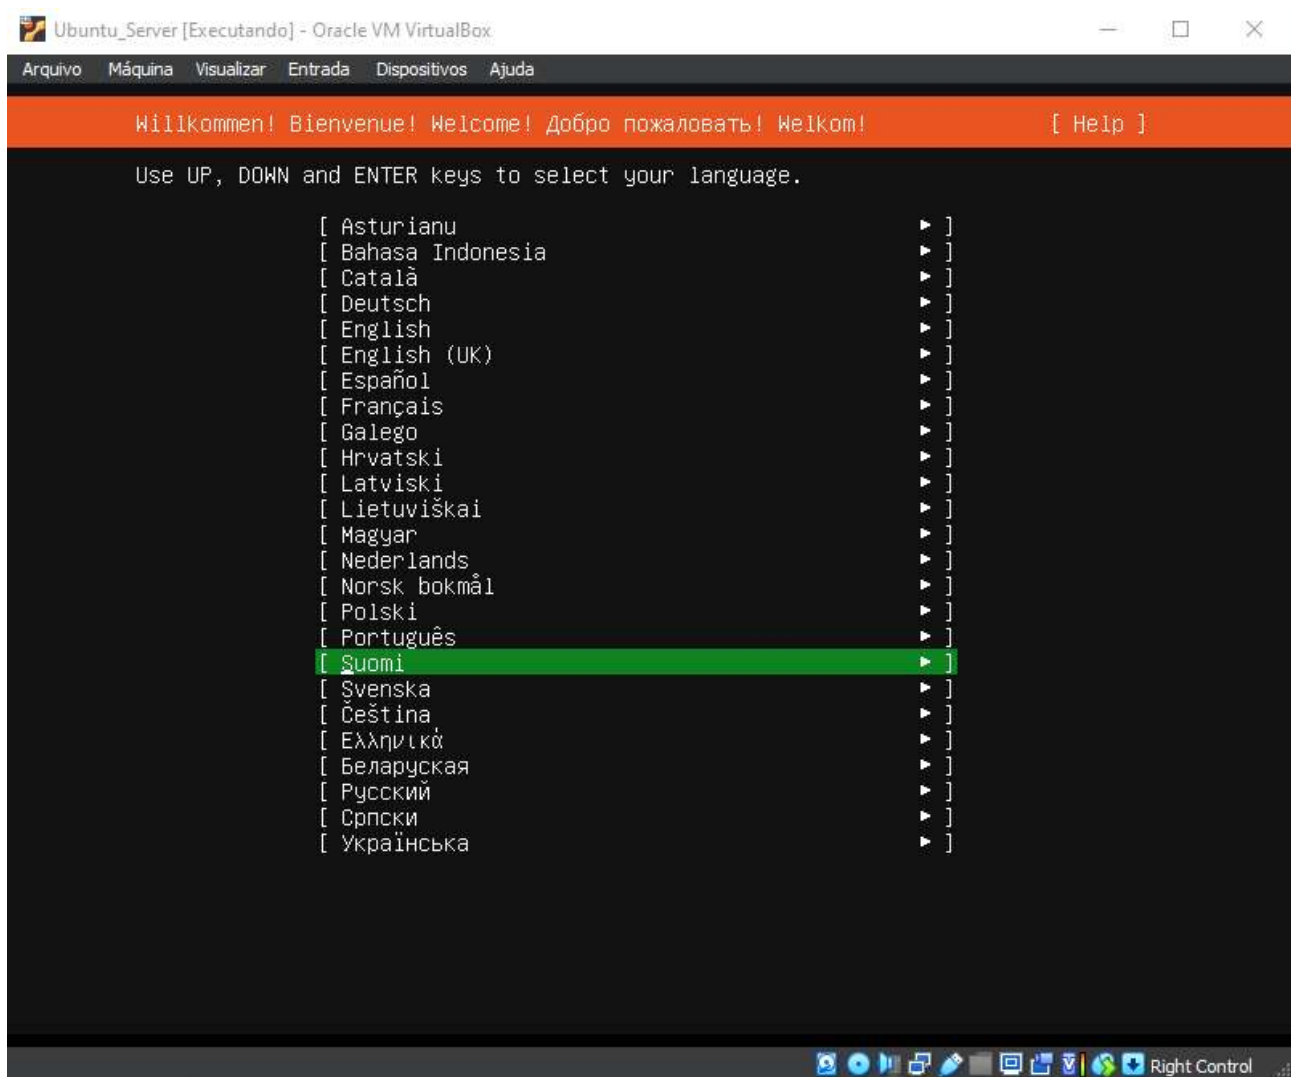 Ubuntu_Server [Executando] - Oracle VM VirtualBox
Arquivo Máquina Visualizar Entrada Dispositivos Ajuda
Willkommen! Bienvenue! Welcome! Добро пожаловать! Welkom! [ Help ]
Use UP, DOWN and ENTER keys to select your language.
[ Asturianu ► ]
[ Bahasa Indonesia ► ]
[ Català ► ]
[ Deutsch ► ]
[ English ► ]
[ English (UK) ► ]
[ Español ► ]
[ Français ► ]
[ Galego ► ]
[ Hrvatski ► ]
[ Latviski ► ]
[ Lietuviškai ► ]
[ Magyar ► ]
[ Nederlands ► ]
[ Norsk bokmål ► ]
[ Polski ► ]
[ Português ► ]
[ Suomi ► ]
[ Svenska ► ]
[ Čeština ► ]
[ Ελληνικά ► ]
[ Беларуская ► ]
[ Русский ► ]
[ Српски ► ]
[ Українська ► ]
Right Control